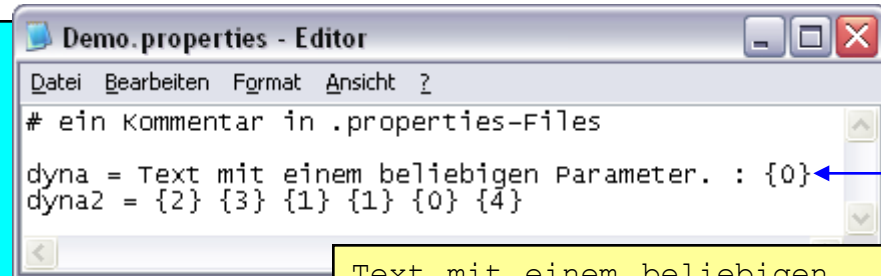 Demo.properties - Editor
Datei Bearbeiten Format Ansicht ?
# ein Kommentar in .properties-Files
dyna = Text mit einem beliebigen Parameter. : {0}
dyna2 = {2} {3} {1} {1} {0} {4}
Text mit einem beliebigen